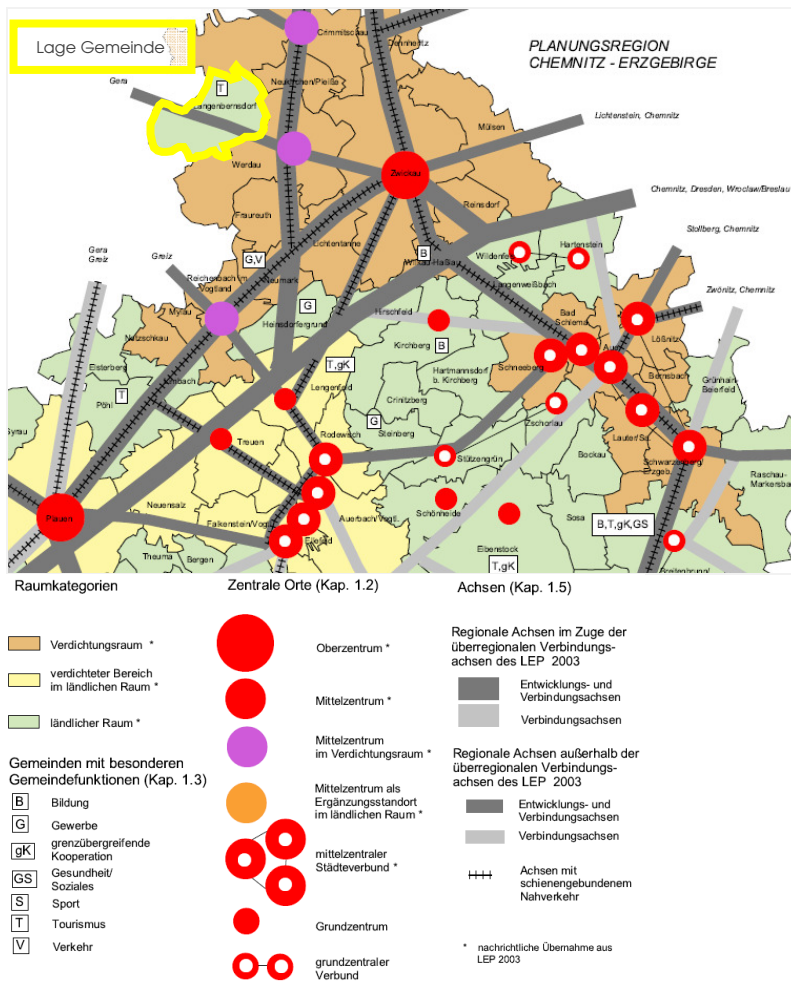 Lage Gemeinde
PLANUNGSREGION
CHEMNITZ - ERZGEBIRGE
Crimmitschau
Dennheritz
Gera
T
Langenbernsdorf
Neukirchen/Pleiße
Mülsen
Lichtenstein, Chemnitz
Werdau
Zwickau
Chemnitz, Dresden, Wroclaw/Breslau
Fraureuth
Reinsdorf
Stollberg, Chemnitz
Lichtentanne
Gera
Greiz
Greiz
G,V
B
Wilkau-Haßlau
Wildenfels
Hartenstein
Reichenbach im
Vogtland
Neumark
Langenweißbach
Zwönitz, Chemnitz
Mylau
G
Hirschfeld
Bad
Schlema
Netzschkau
Heinsdorfergrund
Kirchberg
B
Aue
Lößnitz
Elsterberg
T,gK
Hartmannsdorf
b. Kirchberg
Schneeberg
Bernsbach
Grünhain-
Beierfeld
Pöhl
T
Lengenfeld
Crinitzberg
G
Steinberg
Zschorlau
Treuen
Rodewisch
Lauter/Sa.
Stützengrün
Bockau
Schwarzenberg/
Erzgeb.
Raschau-
Markersba
Neuensalz
Plauen
Falkenstein/Vogtl.
Auerbach/Vogtl.
Schönheide
Sosa
B,T,gK,GS
Ellefeld
Eibenstock
T,gK
Theuma
Bergen
Breitenbrunn/
Raumkategorien
Zentrale Orte (Kap. 1.2)
Achsen (Kap. 1.5)
Verdichtungsraum *
verdichteter Bereich
im ländlichen Raum *
ländlicher Raum *
Gemeinden mit besonderen
Gemeindefunktionen (Kap. 1.3)
B Bildung
G Gewerbe
gK grenzübergreifende
Kooperation
GS Gesundheit/
Soziales
S Sport
T Tourismus
V Verkehr
Oberzentrum *
Mittelzentrum *
Mittelzentrum
im Verdichtungsraum *
Mittelzentrum als
Ergänzungsstandort
im ländlichen Raum *
mittelzentraler
Städteverbund *
Grundzentrum
grundzentraler
Verbund
Regionale Achsen im Zuge der
überregionalen Verbindungs-
achsen des LEP 2003
Entwicklungs- und
Verbindungsachsen
Verbindungsachsen
Regionale Achsen außerhalb der
überregionalen Verbindungs-
achsen des LEP 2003
Entwicklungs- und
Verbindungsachsen
Verbindungsachsen
Achsen mit
schienengebundenem
Nahverkehr
* nachrichtliche Übernahme aus
LEP 2003